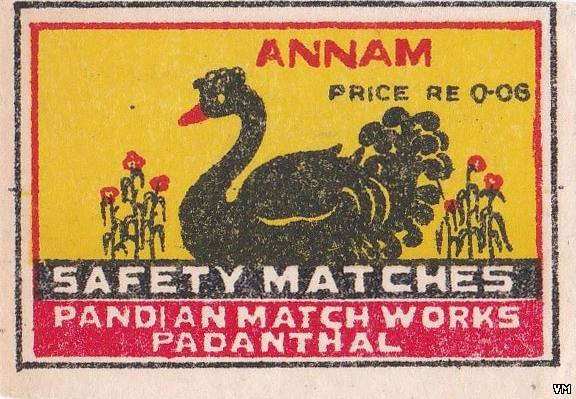 ANNAM
PRICE RE 0-06
SAFETY MATCHES
PANDIAN MATCH WORKS
PADANTHAL
VM